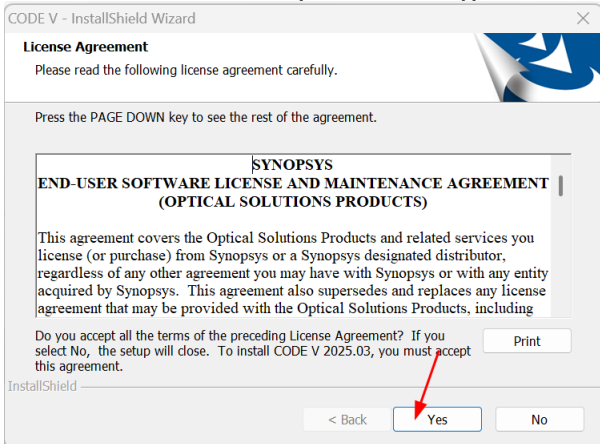 CODE V - InstallShield Wizard
License Agreement
Please read the following license agreement carefully.
Press the PAGE DOWN key to see the rest of the agreement.
SYNOPSYS
END-USER SOFTWARE LICENSE AND MAINTENANCE AGREEMENT
(OPTICAL SOLUTIONS PRODUCTS)
This agreement covers the Optical Solutions Products and related services you
license (or purchase) from Synopsys or a Synopsys designated distributor,
regardless of any other agreement you may have with Synopsys or with any entity
acquired by Synopsys. This agreement also supersedes and replaces any license
agreement that may be provided with the Optical Solutions Products, including
Do you accept all the terms of the preceding License Agreement? If you
select No, the setup will close. To install CODE V 2025.03, you must accept
this agreement.
Print
InstallShield
< Back
Yes
No